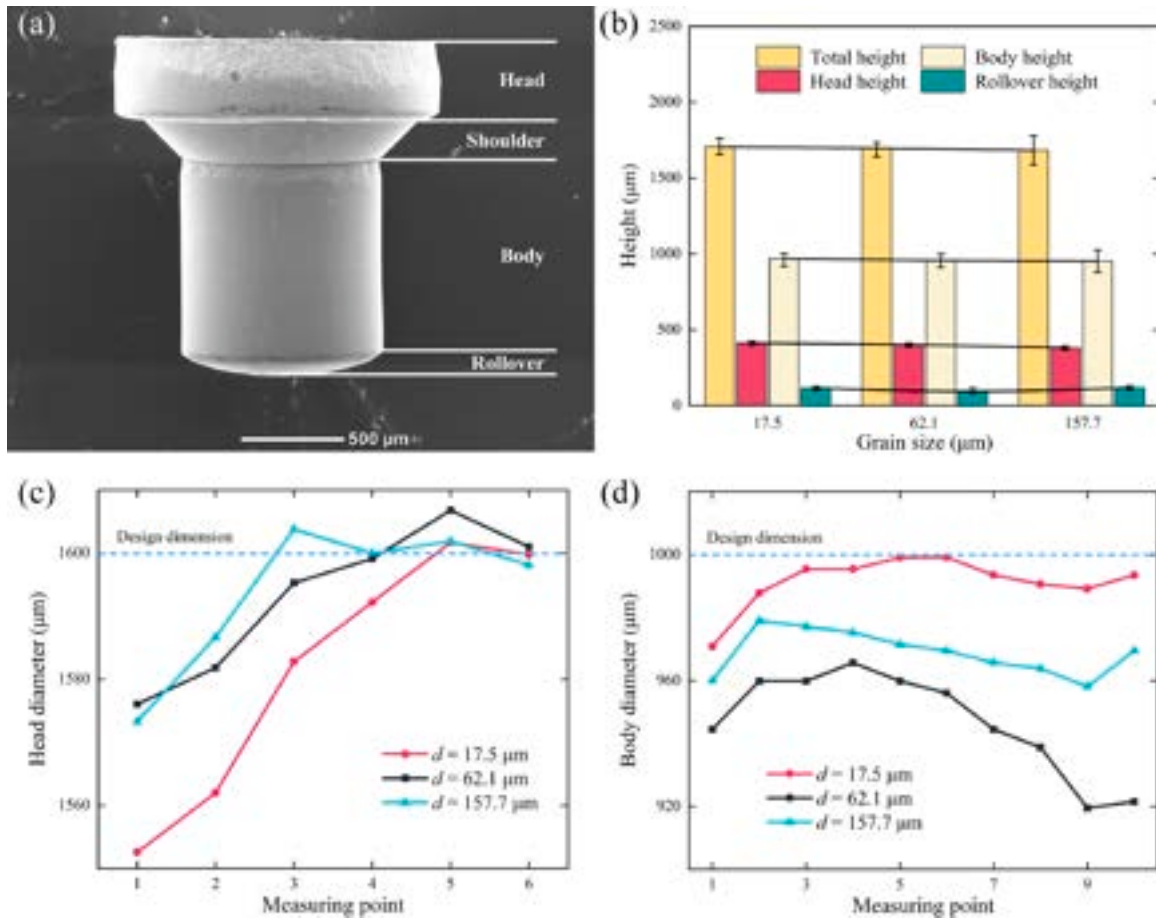 (a)
Head
Shoulder
Body
Rollover
500 μm
(b)
Total height
Body height
Head height
Rollover height
2500
2000
1500
1000
500
0
Height (μm)
17.5
62.1
157.7
Grain size (μm)
(c)
Design dimension
1600
1580
1560
Head diameter (μm)
d = 17.5 μm
d = 62.1 μm
d = 157.7 μm
1
2
3
4
5
6
Measuring point
(d)
Design dimension
1000
960
920
Body diameter (μm)
d = 17.5 μm
d = 62.1 μm
d = 157.7 μm
1
3
5
7
9
Measuring point